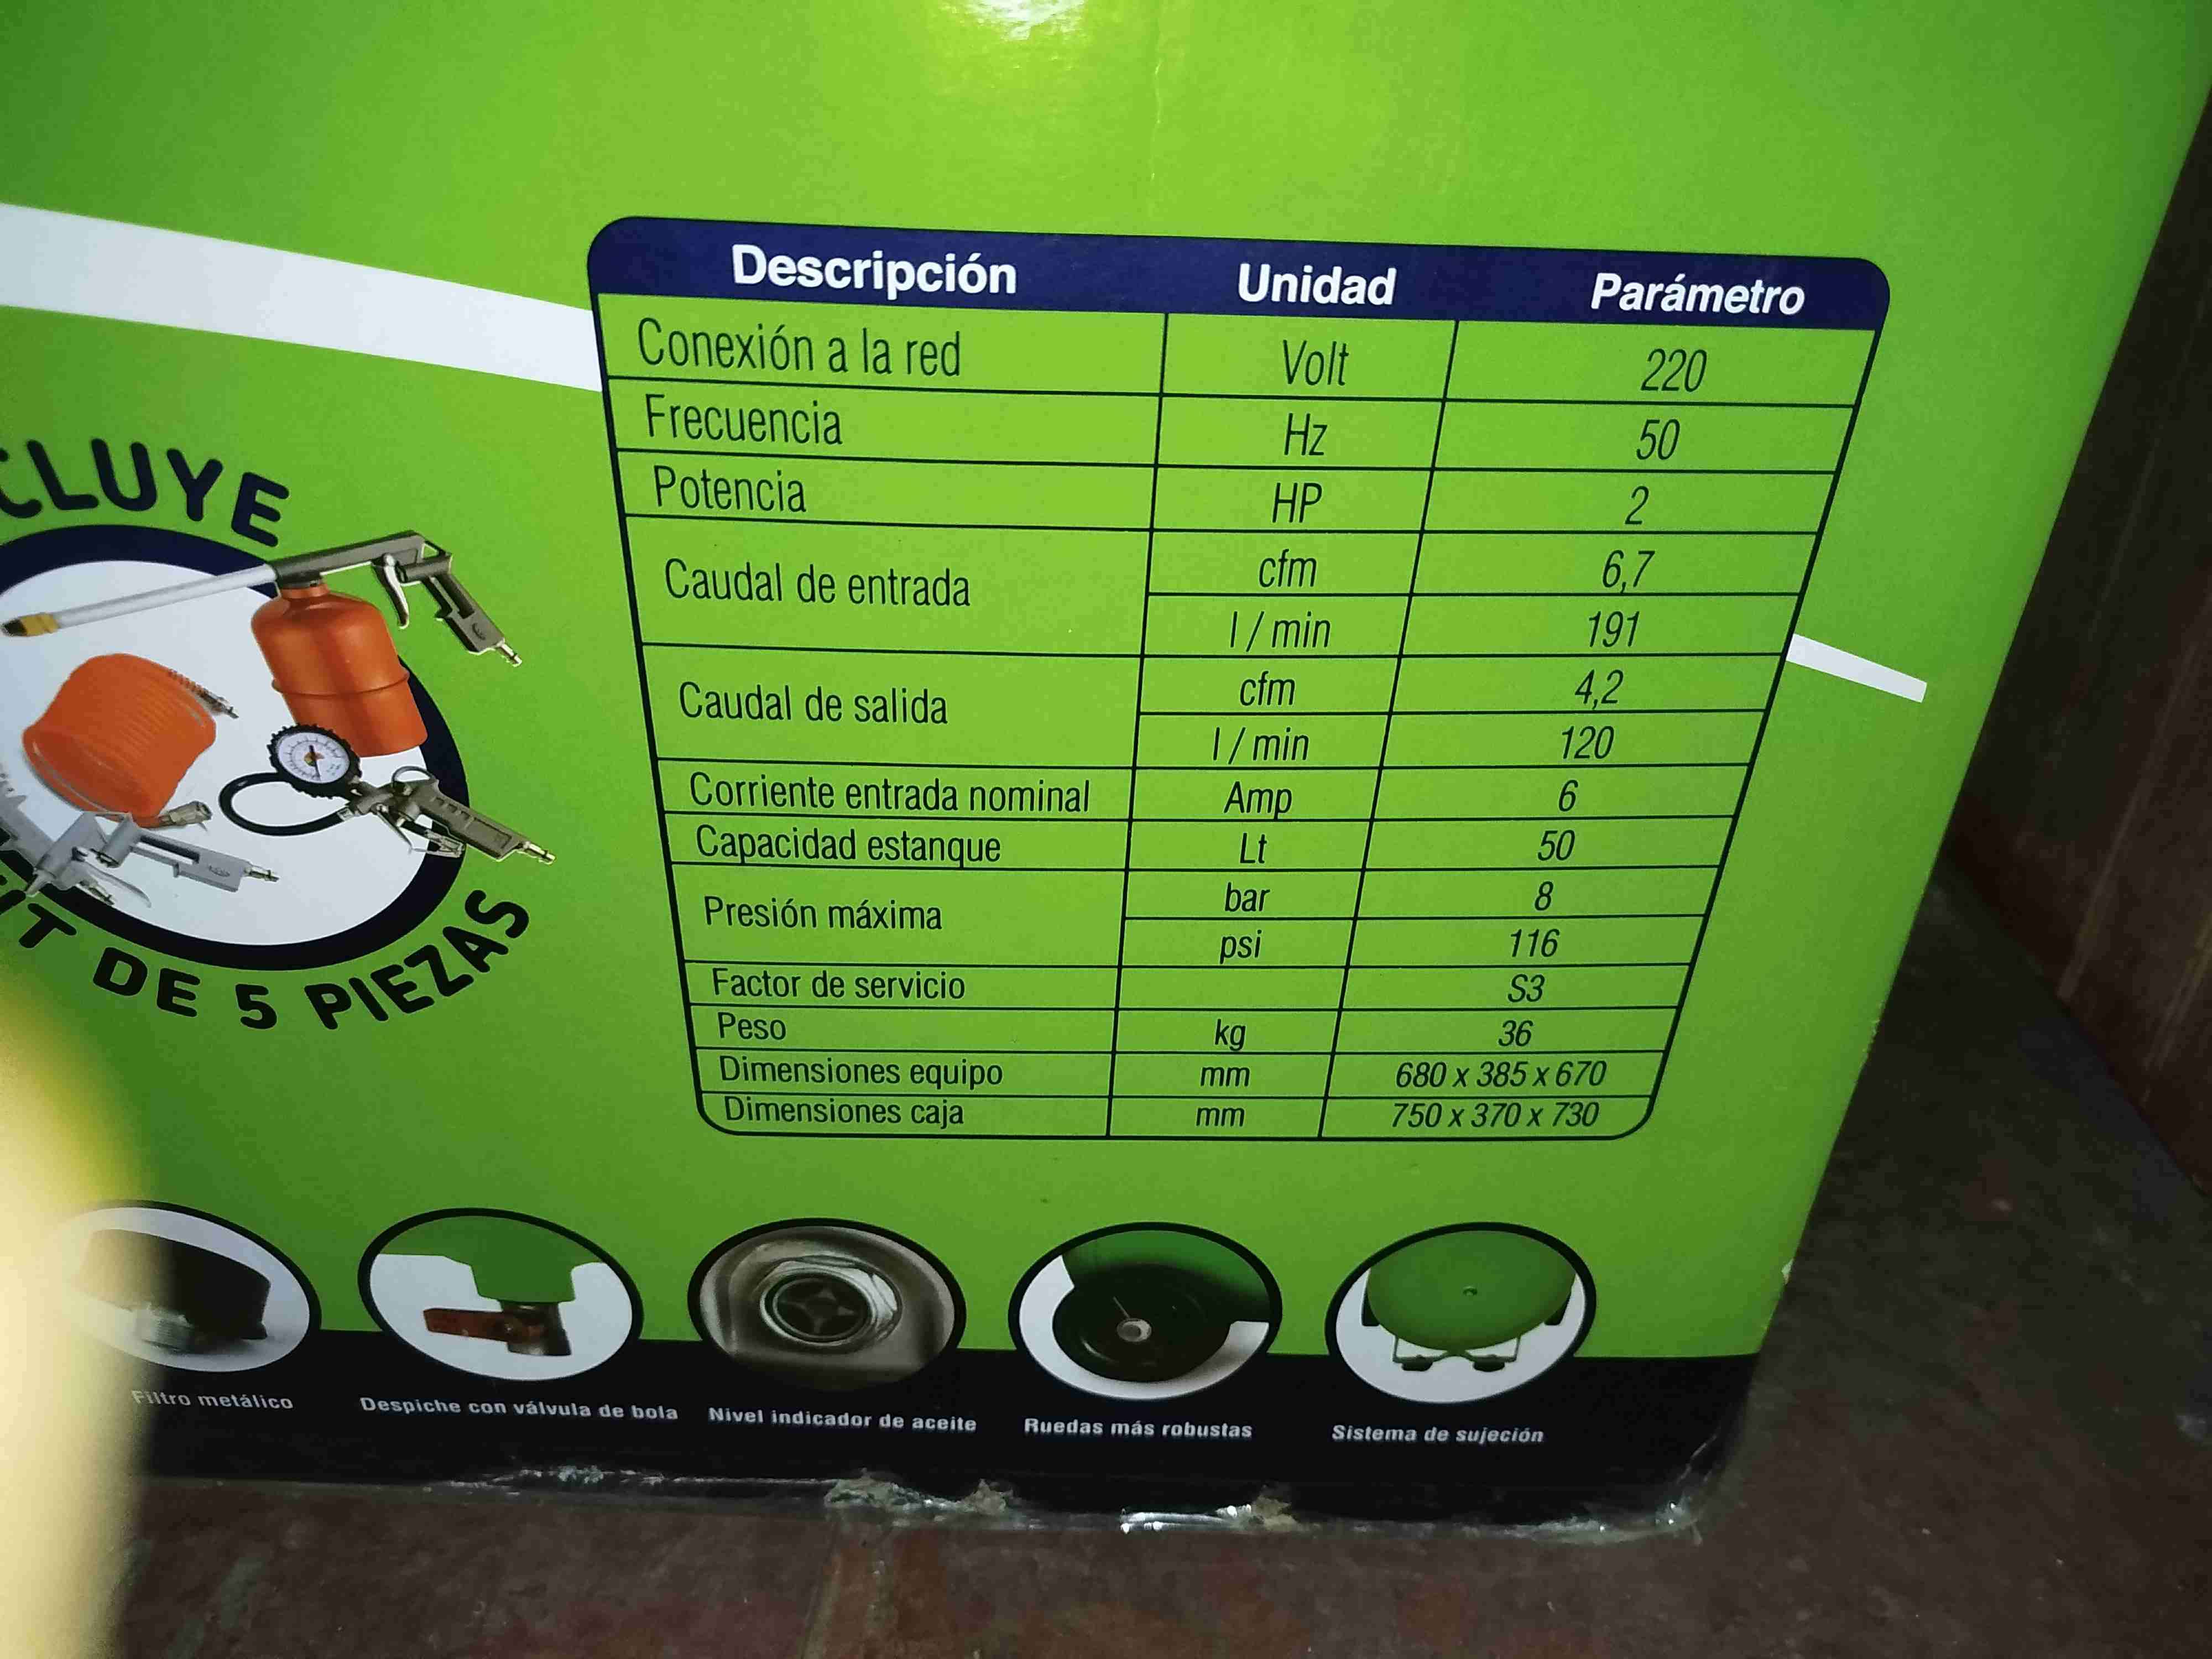 Descripción Unidad Parámetro
Conexión a la red Volt 220
Frecuencia Hz 50
Potencia HP 2
Caudal de entrada cfm 6,7
l / min 191
Caudal de salida cfm 4,2
l / min 120
Corriente entrada nominal Amp 6
Capacidad estanque Lt 50
Presión máxima bar 8
psi 116
Factor de servicio S3
Peso kg 36
Dimensiones equipo mm 680 x 385 x 670
Dimensiones caja mm 750 x 370 x 730
CLUYE
IT DE 5 PIEZAS
Filtro metálico
Despiche con válvula de bola
Nivel indicador de aceite
Ruedas más robustas
Sistema de sujeción